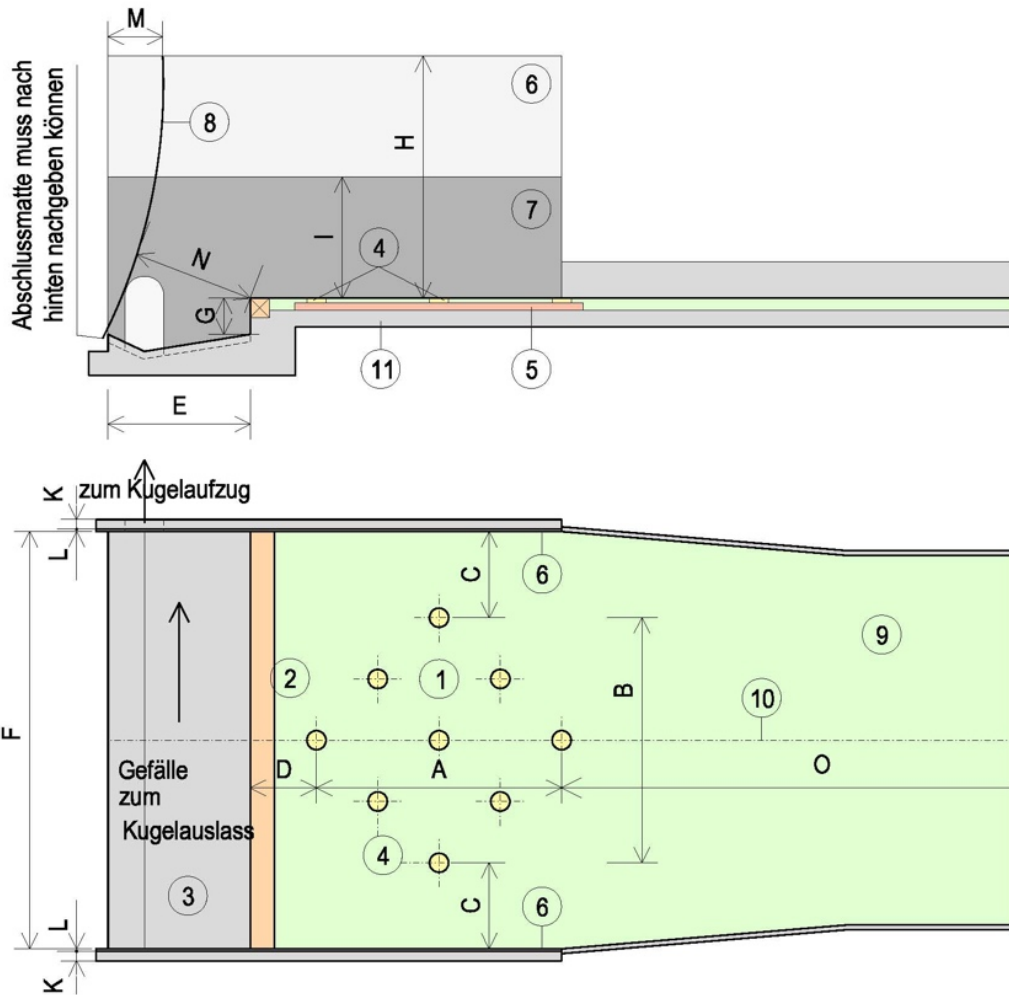 M
Abschlussmatte muss nach
hinten nachgeben können
6
8
H
7
I
4
N
G
11
5
E
K
zum Kugelaufzug
L
6
C
9
2
1
B
10
F
D
A
O
Gefälle
zum
Kugelauslass
4
3
C
6
L
K